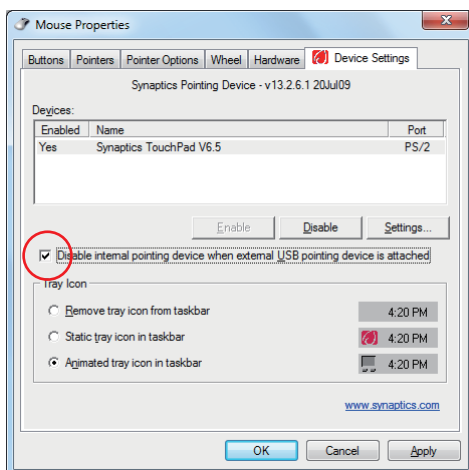 Mouse Properties
Buttons Pointers Pointer Options Wheel Hardware Device Settings
Synaptics Pointing Device - v13.2.6.1 20Jul09
Devices:
Enabled Name Port
Yes Synaptics TouchPad V6.5 PS/2
Enable Disable Settings...
Disable internal pointing device when external USB pointing device is attached
Tray Icon
Remove tray icon from taskbar 4:20 PM
Static tray icon in taskbar 4:20 PM
Animated tray icon in taskbar 4:20 PM
www.synaptics.com
OK Cancel Apply